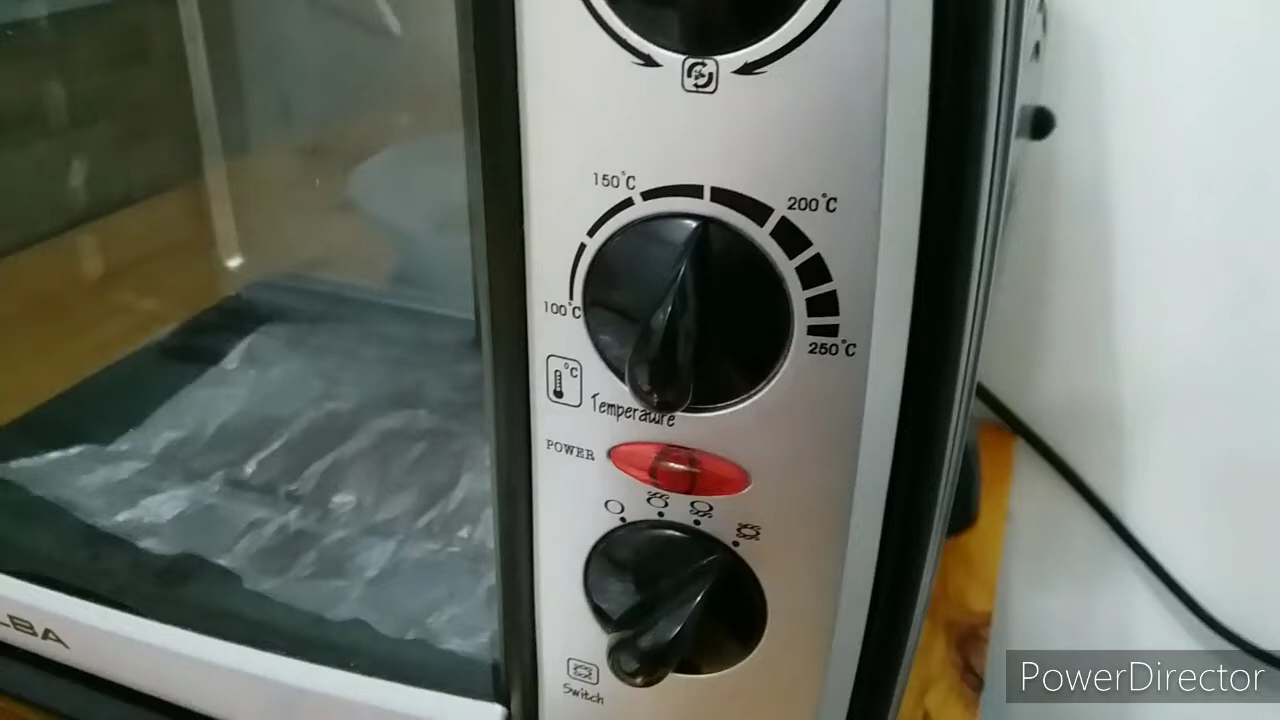 150°C
200°C
100°C
250°C
°C
Temperature
POWER
Switch
LBA
PowerDirector